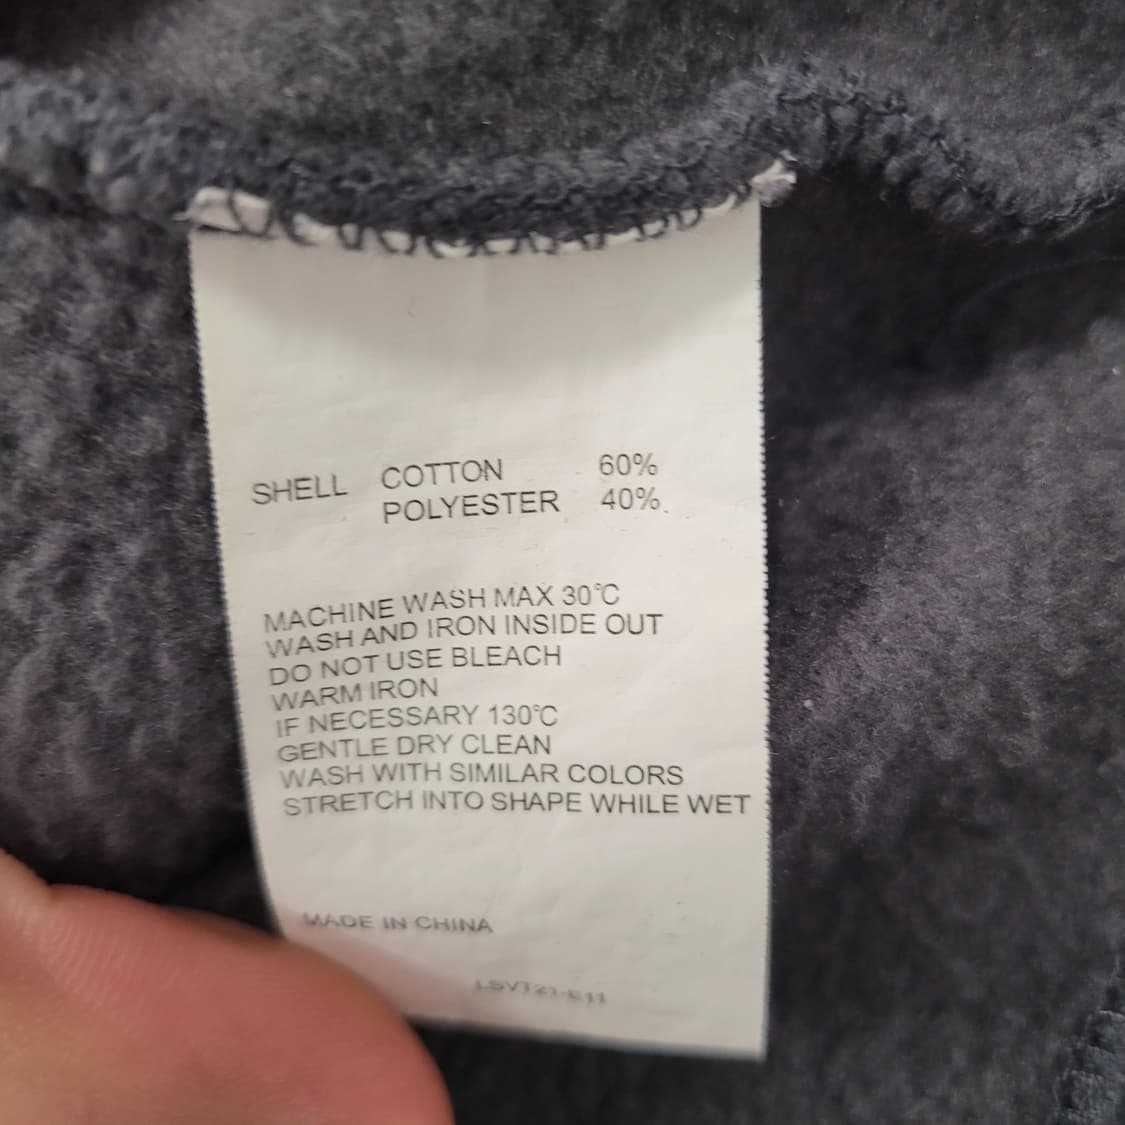 SHELL COTTON 60%
POLYESTER 40%
MACHINE WASH MAX 30°C
WASH AND IRON INSIDE OUT
DO NOT USE BLEACH
WARM IRON
IF NECESSARY 130°C
GENTLE DRY CLEAN
WASH WITH SIMILAR COLORS
STRETCH INTO SHAPE WHILE WET
MADE IN CHINA